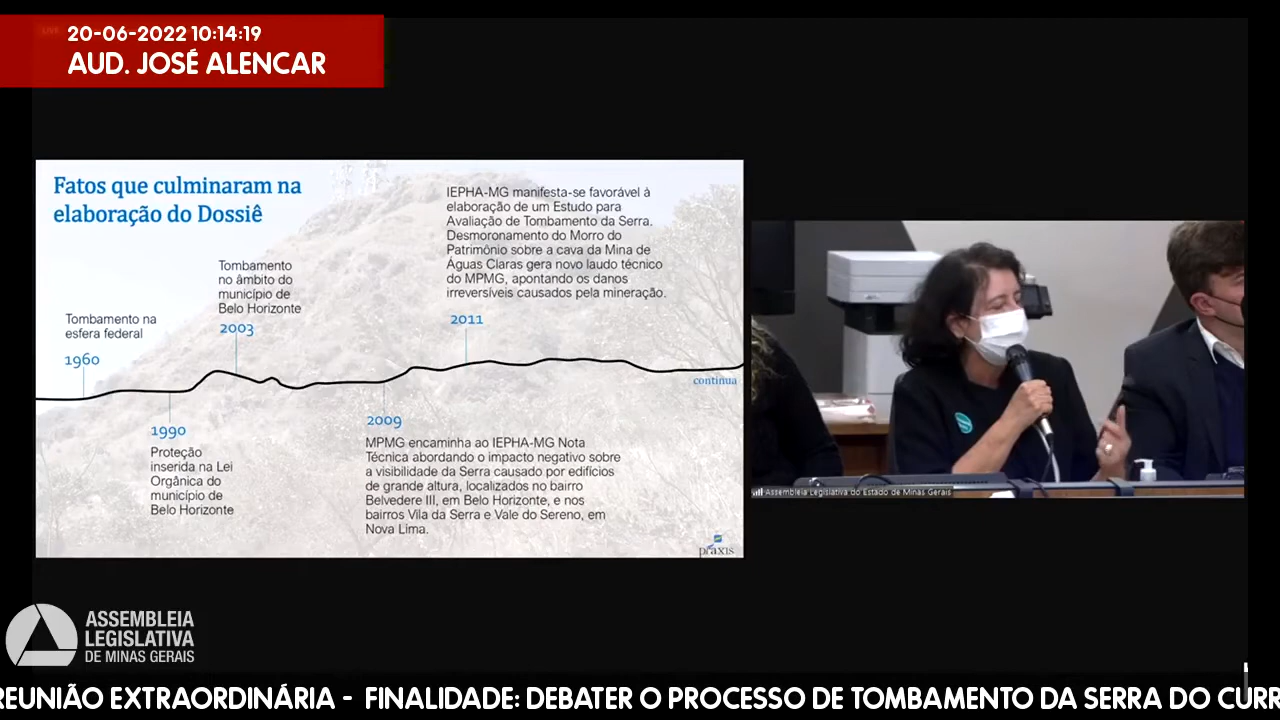 20-06-2022 10:14:19
AUD. JOSÉ ALENCAR
Fatos que culminaram na
elaboração do Dossiê
Tombamento na
esfera federal
1960
1990
Proteção
inserida na Lei
Orgânica do
município de
Belo Horizonte
Tombamento
no âmbito do
município de
Belo Horizonte
2003
2009
MPMG encaminha ao IEPHA-MG Nota
Técnica abordando o impacto negativo sobre
a visibilidade da Serra causado por edifícios
de grande altura, localizados no bairro
Belvedere III, em Belo Horizonte, e nos
bairros Vila da Serra e Vale do Sereno, em
Nova Lima.
IEPHA-MG manifesta-se favorável à
elaboração de um Estudo para
Avaliação de Tombamento da Serra.
Desmoronamento do Morro do
Patrimônio sobre a cava da Mina de
Águas Claras gera novo laudo técnico
do MPMG, apontando os danos
irreversíveis causados pela mineração.
2011
continua
praxis
Assembleia Legislativa do Estado de Minas Gerais
ASSEMBLEIA
LEGISLATIVA
DE MINAS GERAIS
REUNIÃO EXTRAORDINÁRIA - FINALIDADE: DEBATER O PROCESSO DE TOMBAMENTO DA SERRA DO CURR